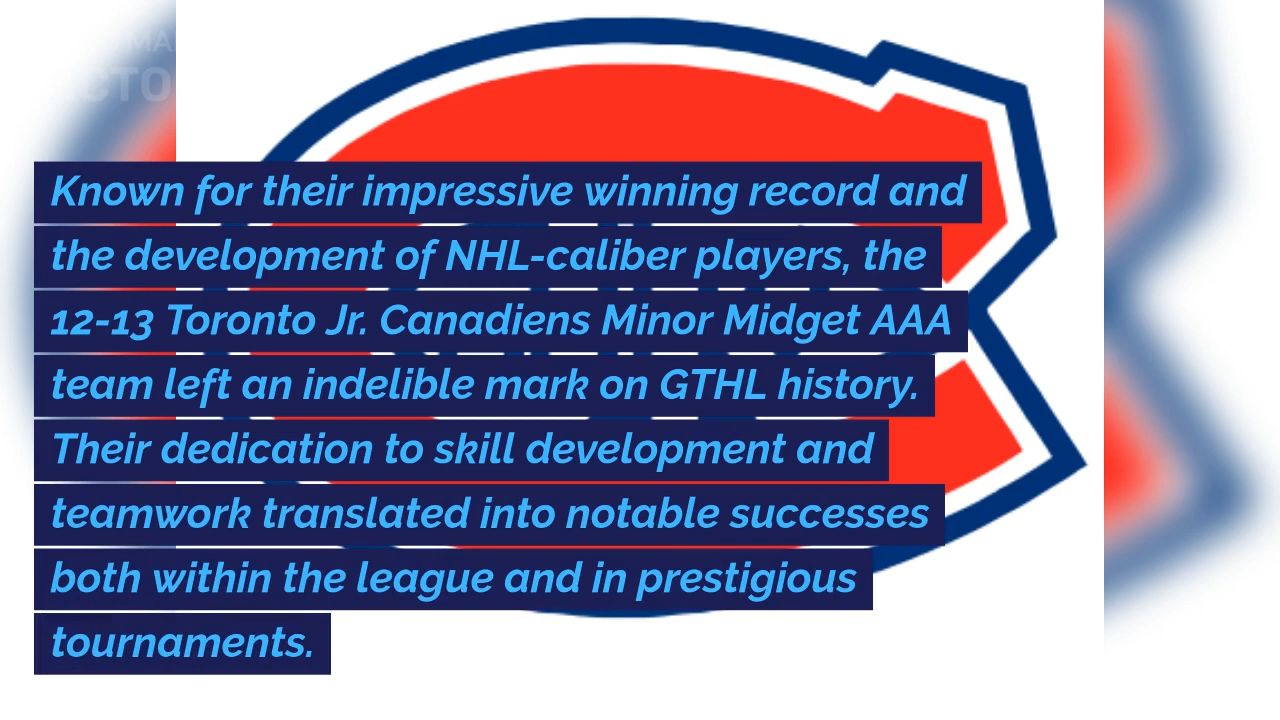 Known for their impressive winning record and
the development of NHL-caliber players, the
12-13 Toronto Jr. Canadiens Minor Midget AAA
team left an indelible mark on GTHL history.
Their dedication to skill development and
teamwork translated into notable successes
both within the league and in prestigious
tournaments.